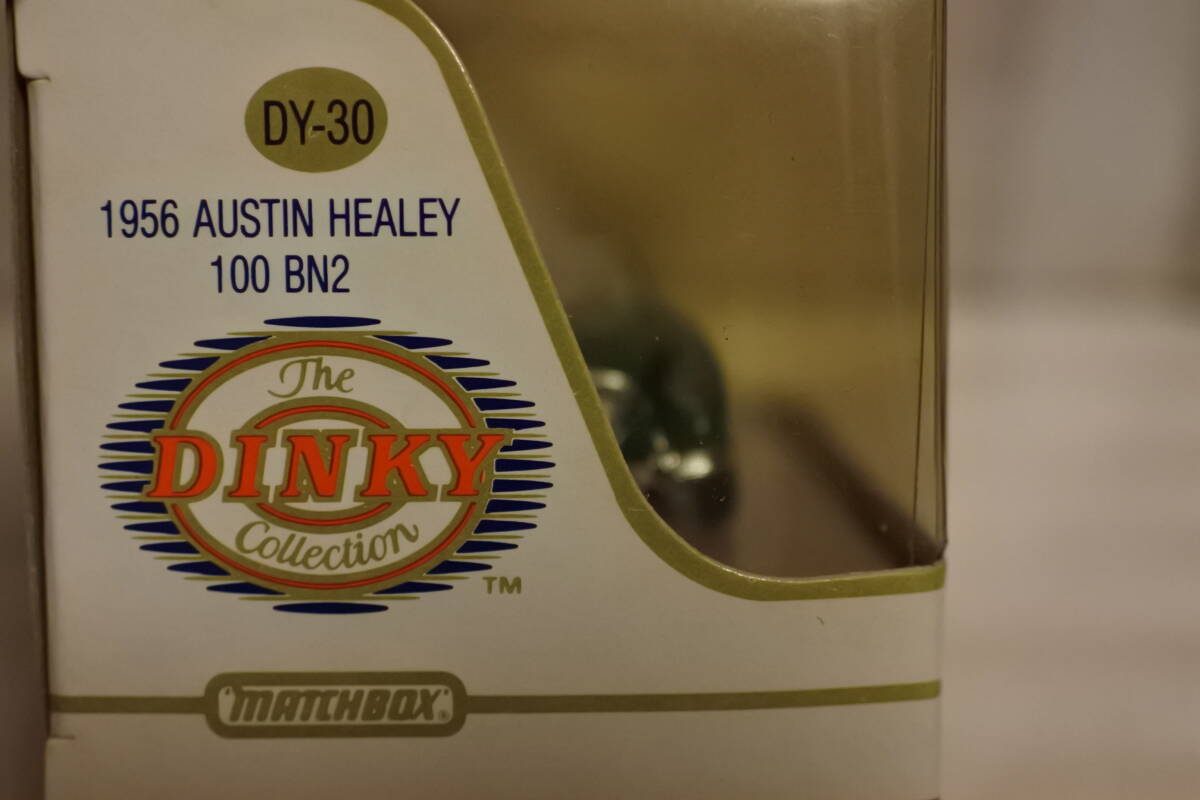 DY-30
1956 AUSTIN HEALEY
100 BN2
The
DINKY
Collection
TM
"MATCHBOX"®